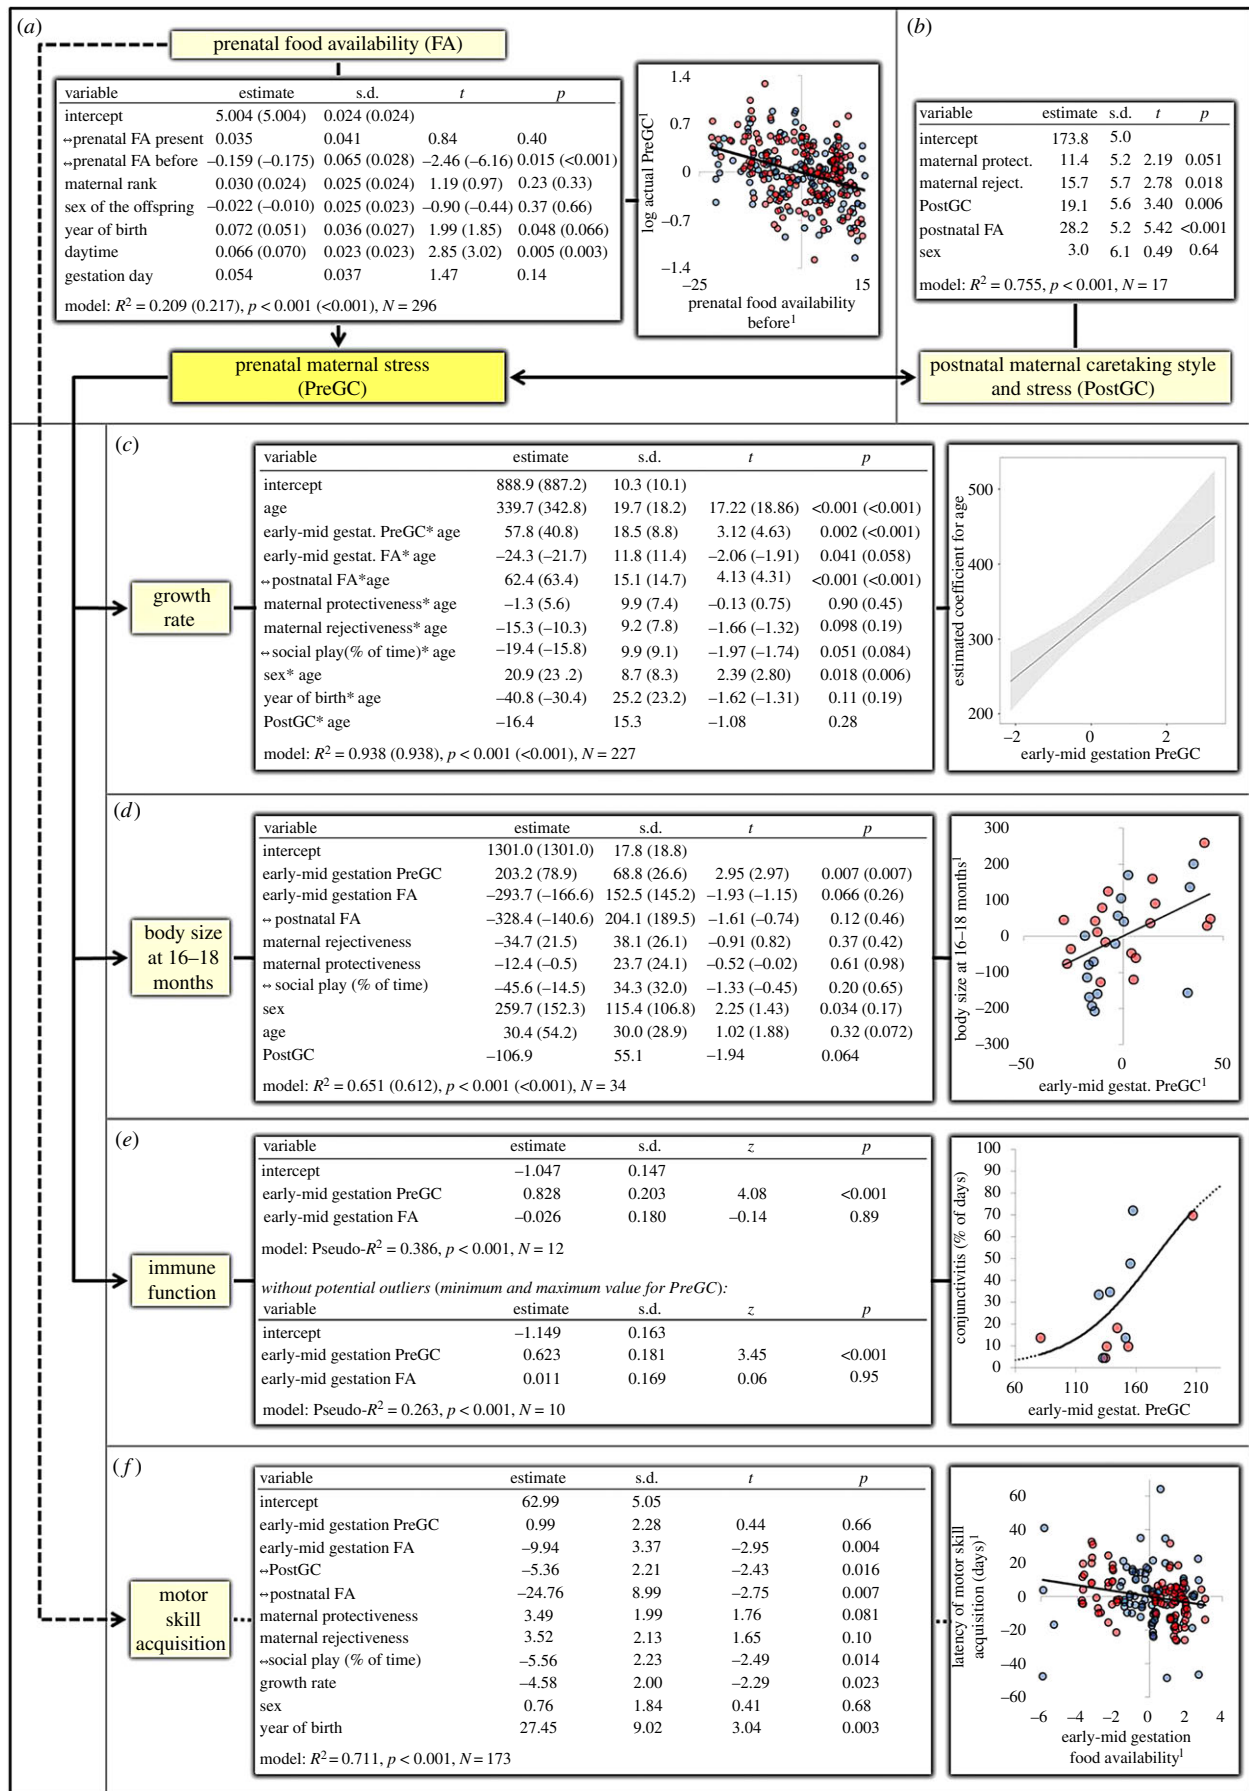 (a)
prenatal food availability (FA)
variable estimate s.d. t p
intercept 5.004 (5.004) 0.024 (0.024)
↔prenatal FA present 0.035 0.041 0.84 0.40
↔prenatal FA before –0.159 (–0.175) 0.065 (0.028) –2.46 (–6.16) 0.015 (<0.001)
maternal rank 0.030 (0.024) 0.025 (0.024) 1.19 (0.97) 0.23 (0.33)
sex of the offspring –0.022 (–0.010) 0.025 (0.023) –0.90 (–0.44) 0.37 (0.66)
year of birth 0.072 (0.051) 0.036 (0.027) 1.99 (1.85) 0.048 (0.066)
daytime 0.066 (0.070) 0.023 (0.023) 2.85 (3.02) 0.005 (0.003)
gestation day 0.054 0.037 1.47 0.14
model: R² = 0.209 (0.217), p < 0.001 (<0.001), N = 296
log actual PreGC¹
1.4
0.7
0
–0.7
–1.4
–25 15
prenatal food availability
before¹
(b)
variable estimate s.d. t p
intercept 173.8 5.0
maternal protect. 11.4 5.2 2.19 0.051
maternal reject. 15.7 5.7 2.78 0.018
PostGC 19.1 5.6 3.40 0.006
postnatal FA 28.2 5.2 5.42 <0.001
sex 3.0 6.1 0.49 0.64
model: R² = 0.755, p < 0.001, N = 17
prenatal maternal stress
(PreGC)
postnatal maternal caretaking style
and stress (PostGC)
(c)
growth
rate
variable estimate s.d. t p
intercept 888.9 (887.2) 10.3 (10.1)
age 339.7 (342.8) 19.7 (18.2) 17.22 (18.86) <0.001 (<0.001)
early-mid gestat. PreGC* age 57.8 (40.8) 18.5 (8.8) 3.12 (4.63) 0.002 (<0.001)
early-mid gestat. FA* age –24.3 (–21.7) 11.8 (11.4) –2.06 (–1.91) 0.041 (0.058)
↔postnatal FA*age 62.4 (63.4) 15.1 (14.7) 4.13 (4.31) <0.001 (<0.001)
maternal protectiveness* age –1.3 (5.6) 9.9 (7.4) –0.13 (0.75) 0.90 (0.45)
maternal rejectiveness* age –15.3 (–10.3) 9.2 (7.8) –1.66 (–1.32) 0.098 (0.19)
↔social play(% of time)* age –19.4 (–15.8) 9.9 (9.1) –1.97 (–1.74) 0.051 (0.084)
sex* age 20.9 (23 .2) 8.7 (8.3) 2.39 (2.80) 0.018 (0.006)
year of birth* age –40.8 (–30.4) 25.2 (23.2) –1.62 (–1.31) 0.11 (0.19)
PostGC* age –16.4 15.3 –1.08 0.28
model: R² = 0.938 (0.938), p < 0.001 (<0.001), N = 227
estimated coefficient for age
500
400
300
200
–2 0 2
early-mid gestation PreGC
(d)
body size
at 16–18
months
variable estimate s.d. t p
intercept 1301.0 (1301.0) 17.8 (18.8)
early-mid gestation PreGC 203.2 (78.9) 68.8 (26.6) 2.95 (2.97) 0.007 (0.007)
early-mid gestation FA –293.7 (–166.6) 152.5 (145.2) –1.93 (–1.15) 0.066 (0.26)
↔ postnatal FA –328.4 (–140.6) 204.1 (189.5) –1.61 (–0.74) 0.12 (0.46)
maternal rejectiveness –34.7 (21.5) 38.1 (26.1) –0.91 (0.82) 0.37 (0.42)
maternal protectiveness –12.4 (–0.5) 23.7 (24.1) –0.52 (–0.02) 0.61 (0.98)
↔ social play (% of time) –45.6 (–14.5) 34.3 (32.0) –1.33 (–0.45) 0.20 (0.65)
sex 259.7 (152.3) 115.4 (106.8) 2.25 (1.43) 0.034 (0.17)
age 30.4 (54.2) 30.0 (28.9) 1.02 (1.88) 0.32 (0.072)
PostGC –106.9 55.1 –1.94 0.064
model: R² = 0.651 (0.612), p < 0.001 (<0.001), N = 34
body size at 16–18 months¹
300
200
100
0
–100
–200
–300
–50 0 50
early-mid gestat. PreGC¹
(e)
immune
function
variable estimate s.d. z p
intercept –1.047 0.147
early-mid gestation PreGC 0.828 0.203 4.08 <0.001
early-mid gestation FA –0.026 0.180 –0.14 0.89
model: Pseudo-R² = 0.386, p < 0.001, N = 12
without potential outliers (minimum and maximum value for PreGC):
variable estimate s.d. z p
intercept –1.149 0.163
early-mid gestation PreGC 0.623 0.181 3.45 <0.001
early-mid gestation FA 0.011 0.169 0.06 0.95
model: Pseudo-R² = 0.263, p < 0.001, N = 10
conjunctivitis (% of days)
100
90
80
70
60
50
40
30
20
10
0
60 110 160 210
early-mid gestat. PreGC
(f)
motor
skill
acquisition
variable estimate s.d. t p
intercept 62.99 5.05
early-mid gestation PreGC 0.99 2.28 0.44 0.66
early-mid gestation FA –9.94 3.37 –2.95 0.004
↔PostGC –5.36 2.21 –2.43 0.016
↔postnatal FA –24.76 8.99 –2.75 0.007
maternal protectiveness 3.49 1.99 1.76 0.081
maternal rejectiveness 3.52 2.13 1.65 0.10
↔social play (% of time) –5.56 2.23 –2.49 0.014
growth rate –4.58 2.00 –2.29 0.023
sex 0.76 1.84 0.41 0.68
year of birth 27.45 9.02 3.04 0.003
model: R² = 0.711, p < 0.001, N = 173
latency of motor skill
acquisition (days)¹
60
40
20
0
–20
–40
–60
–6 –4 –2 0 2 4
early-mid gestation
food availability¹